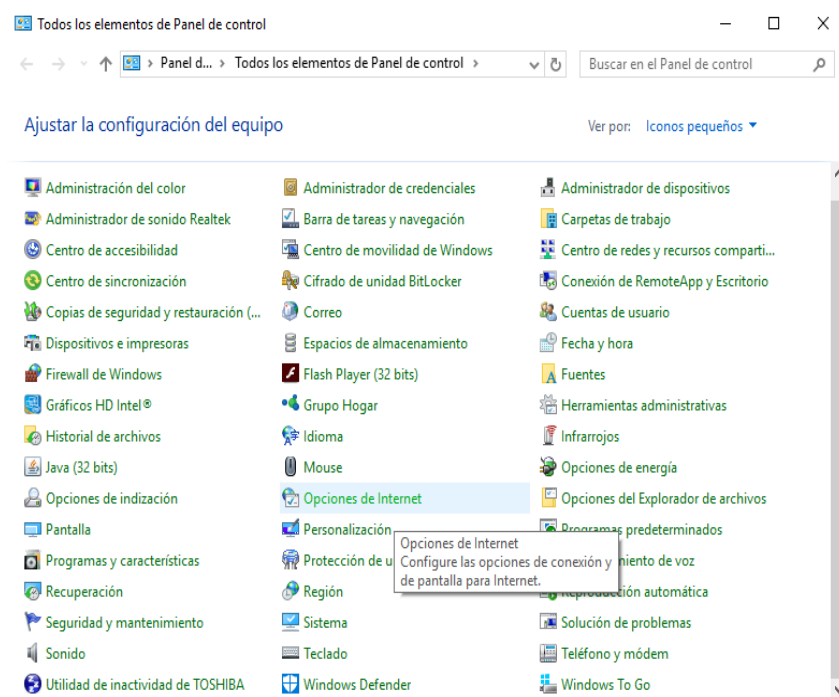 Todos los elementos de Panel de control
Panel d... › Todos los elementos de Panel de control ›
Buscar en el Panel de control
Ajustar la configuración del equipo
Ver por: Iconos pequeños
Administración del color
Administrador de credenciales
Administrador de dispositivos
Administrador de sonido Realtek
Barra de tareas y navegación
Carpetas de trabajo
Centro de accesibilidad
Centro de movilidad de Windows
Centro de redes y recursos comparti...
Centro de sincronización
Cifrado de unidad BitLocker
Conexión de RemoteApp y Escritorio
Copias de seguridad y restauración (...
Correo
Cuentas de usuario
Dispositivos e impresoras
Espacios de almacenamiento
Fecha y hora
Firewall de Windows
Flash Player (32 bits)
Fuentes
Gráficos HD Intel®
Grupo Hogar
Herramientas administrativas
Historial de archivos
Idioma
Infrarrojos
Java (32 bits)
Mouse
Opciones de energía
Opciones de indización
Opciones de Internet
Opciones del Explorador de archivos
Pantalla
Personalización
Programas predeterminados
Opciones de Internet
Configure las opciones de conexión y
de pantalla para Internet.
Programas y características
Protección de u
miento de voz
Recuperación
Región
Reproducción automática
Seguridad y mantenimiento
Sistema
Solución de problemas
Sonido
Teclado
Teléfono y módem
Utilidad de inactividad de TOSHIBA
Windows Defender
Windows To Go